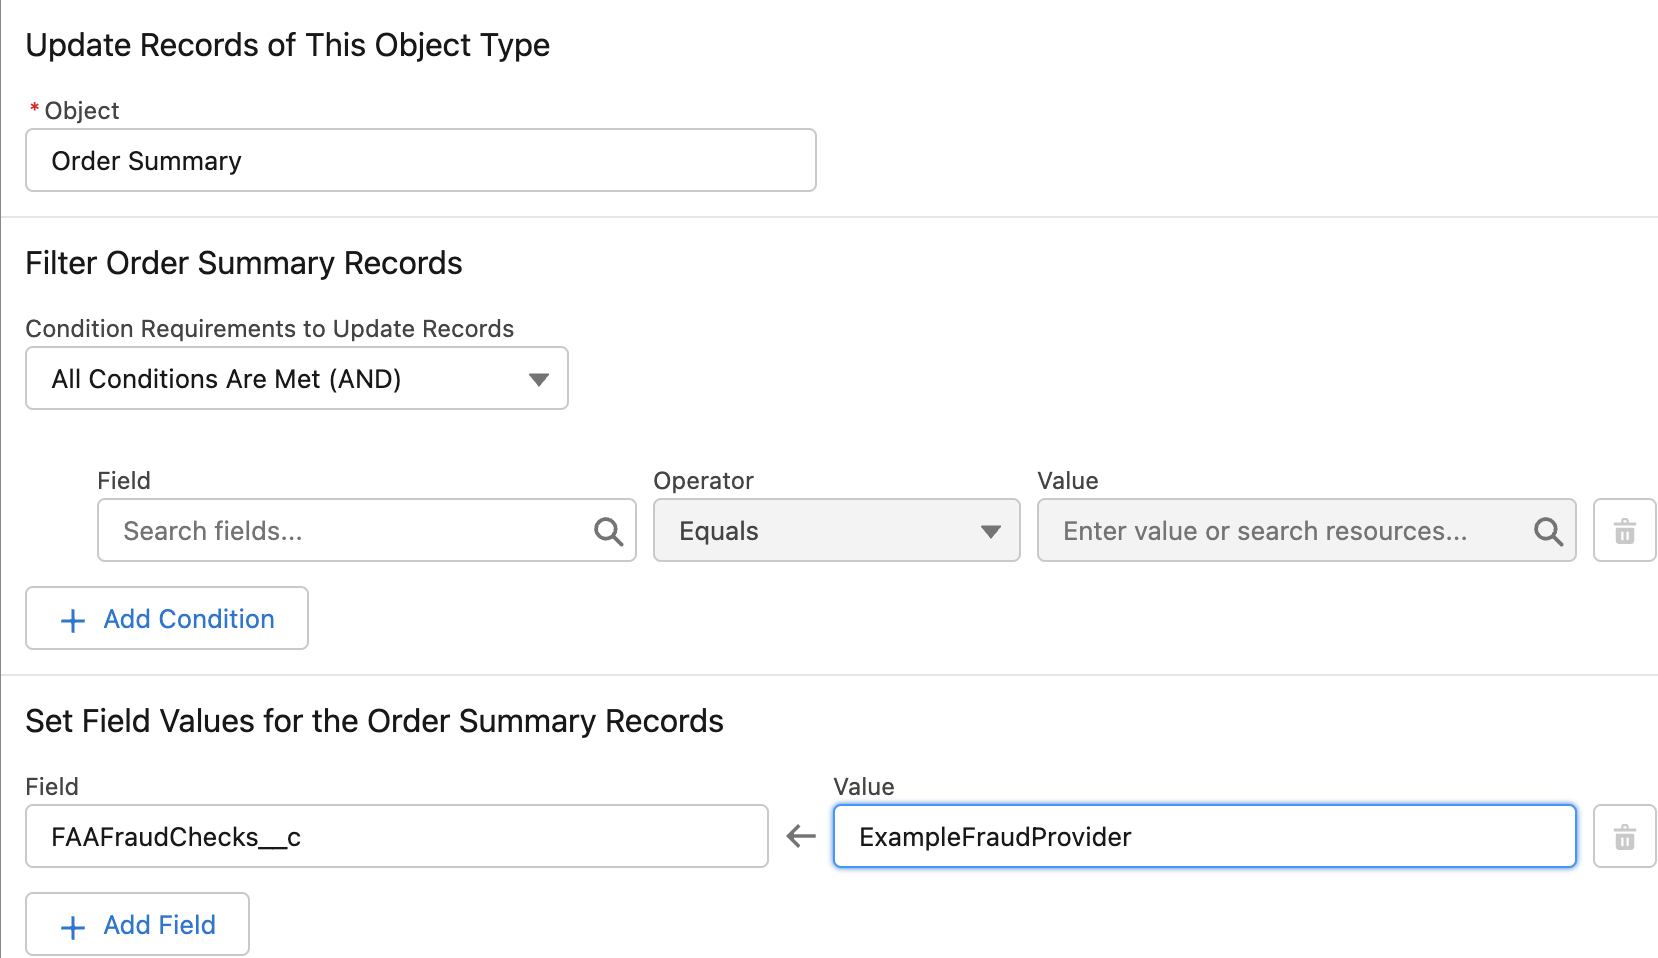 Update Records of This Object Type
* Object
Order Summary
Filter Order Summary Records
Condition Requirements to Update Records
All Conditions Are Met (AND)
Field Operator Value
Search fields... Equals Enter value or search resources...
+ Add Condition
Set Field Values for the Order Summary Records
Field Value
FAAFraudChecks__c ← ExampleFraudProvider
+ Add Field